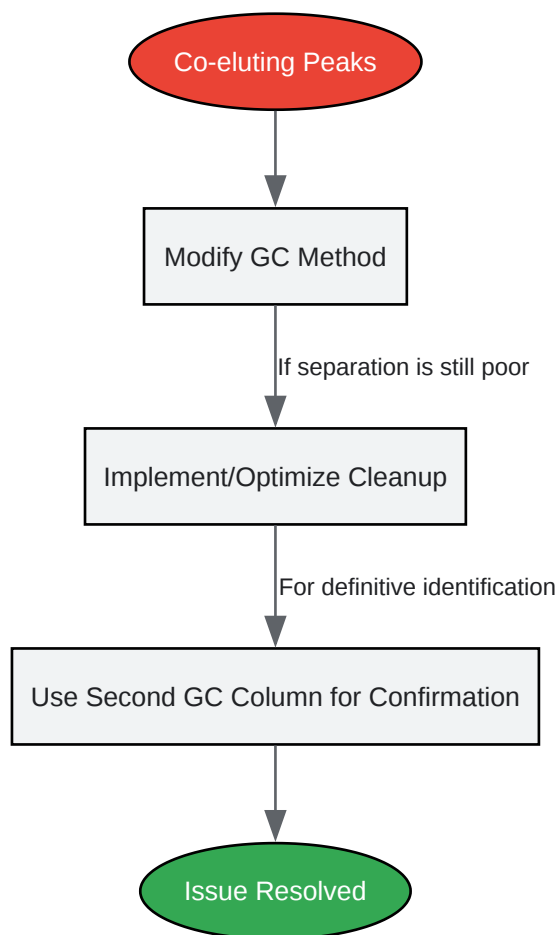 Co-eluting Peaks
Modify GC Method
If separation is still poor
Implement/Optimize Cleanup
For definitive identification
Use Second GC Column for Confirmation
Issue Resolved